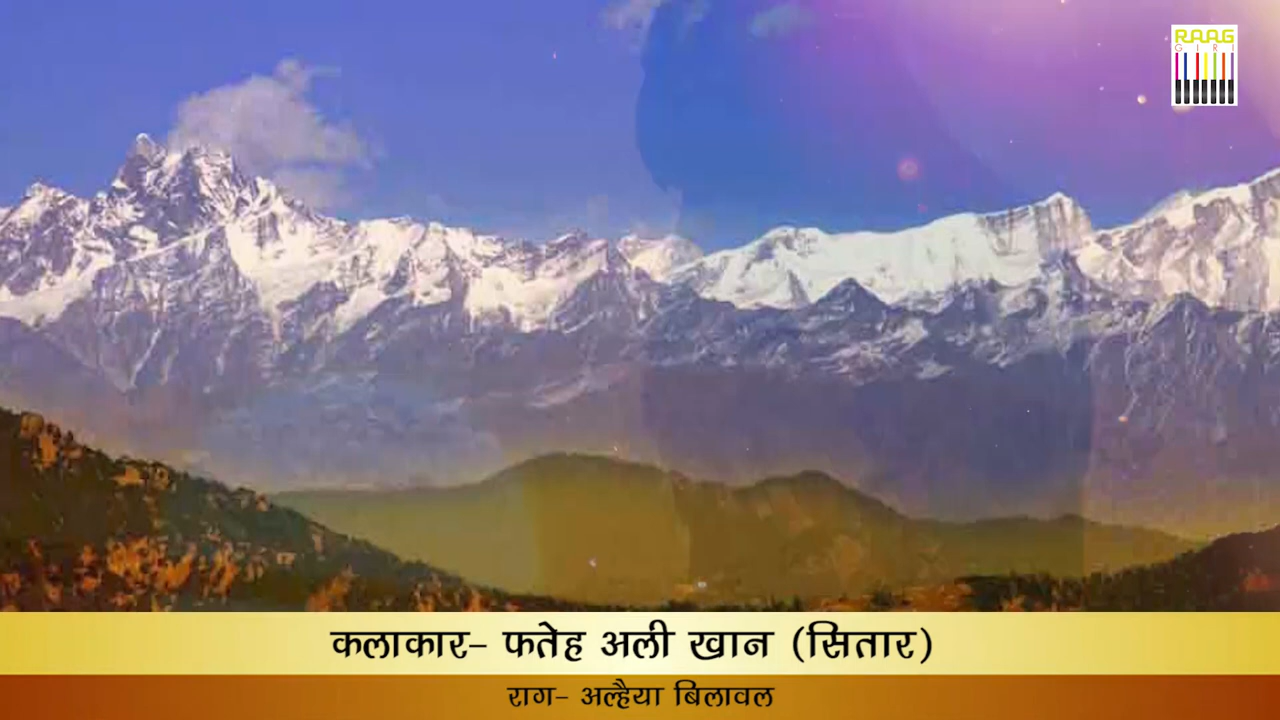 RAAG
GIRI
कलाकार- फतेह अली खान (सितार)
राग- अल्हैया बिलावल